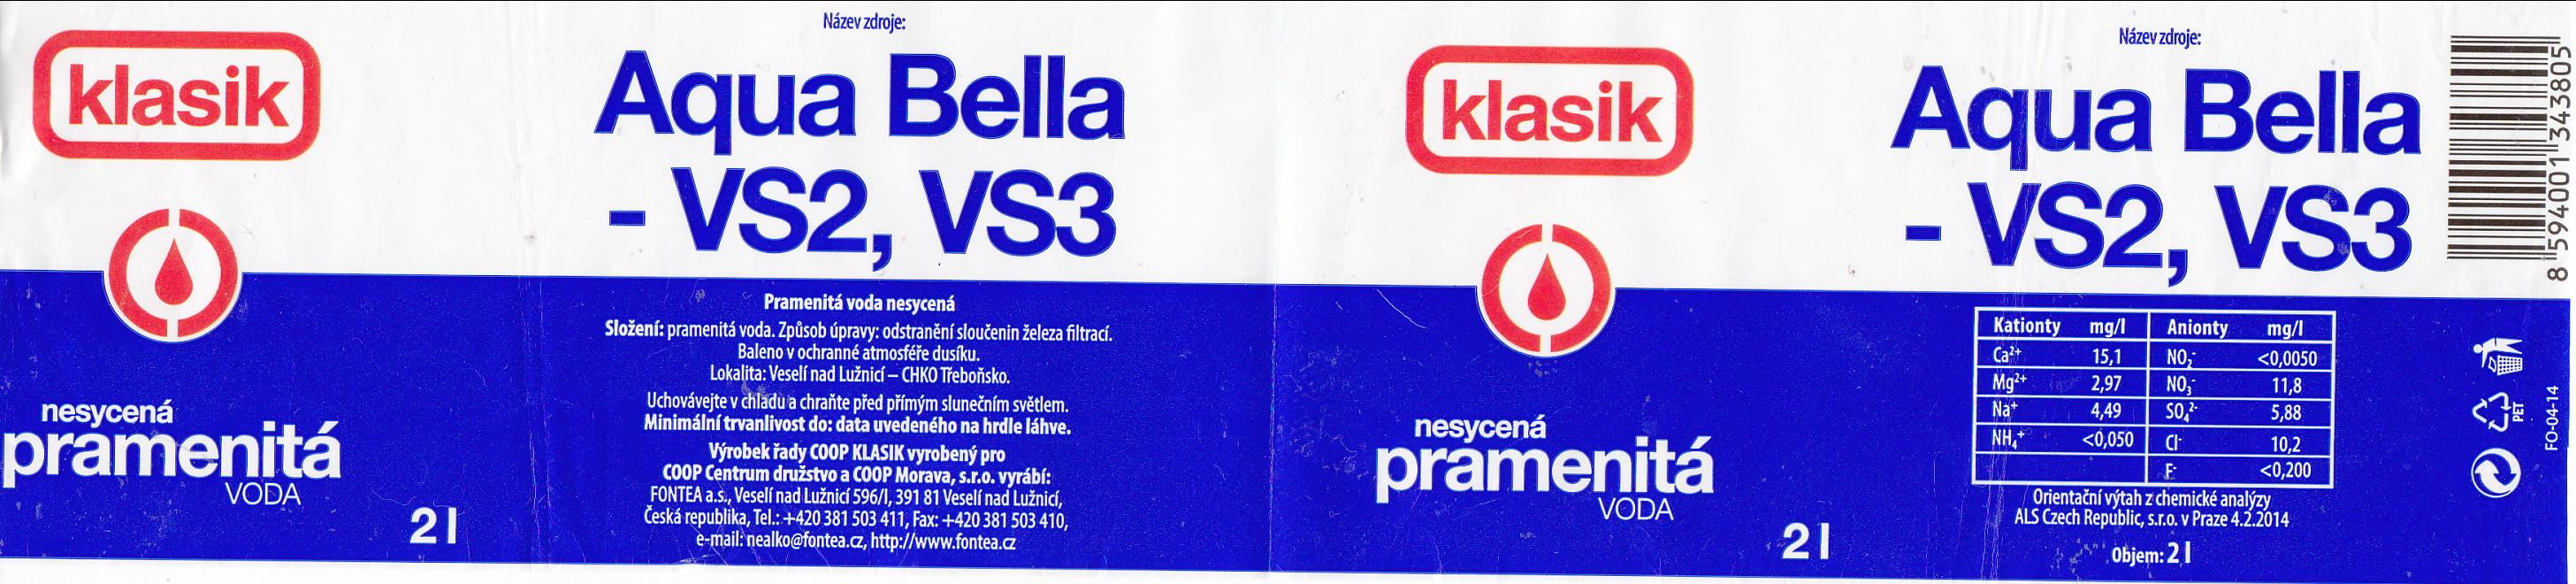 klasik
nesycená
pramenitá
VODA
2 l
Název zdroje:
Aqua Bella
- VS2, VS3
Pramenitá voda nesycená
Složení: pramenitá voda. Způsob úpravy: odstranění sloučenin železa filtrací.
Baleno v ochranné atmosféře dusíku.
Lokalita: Veselí nad Lužnicí – CHKO Třeboňsko.
Uchovávejte v chladu a chraňte před přímým slunečním světlem.
Minimální trvanlivost do: data uvedeného na hrdle láhve.
Výrobek řady COOP KLASIK vyrobený pro
COOP Centrum družstvo a COOP Morava, s.r.o. vyrábí:
FONTEA a.s., Veselí nad Lužnicí 596/I, 391 81 Veselí nad Lužnicí,
Česká republika, Tel.: +420 381 503 411, Fax: +420 381 503 410,
e-mail: nealko@fontea.cz, http://www.fontea.cz
klasik
nesycená
pramenitá
VODA
2 l
Název zdroje:
Aqua Bella
- VS2, VS3
Kationty mg/l Anionty mg/l
Ca²⁺ 15,1 NO₂⁻ <0,0050
Mg²⁺ 2,97 NO₃⁻ 11,8
Na⁺ 4,49 SO₄²⁻ 5,88
NH₄⁺ <0,050 Cl⁻ 10,2
F⁻ <0,200
Orientační výtah z chemické analýzy
ALS Czech Republic, s.r.o. v Praze 4.2.2014
Objem: 2 l
8 594001 343805
PET
FO-04-14